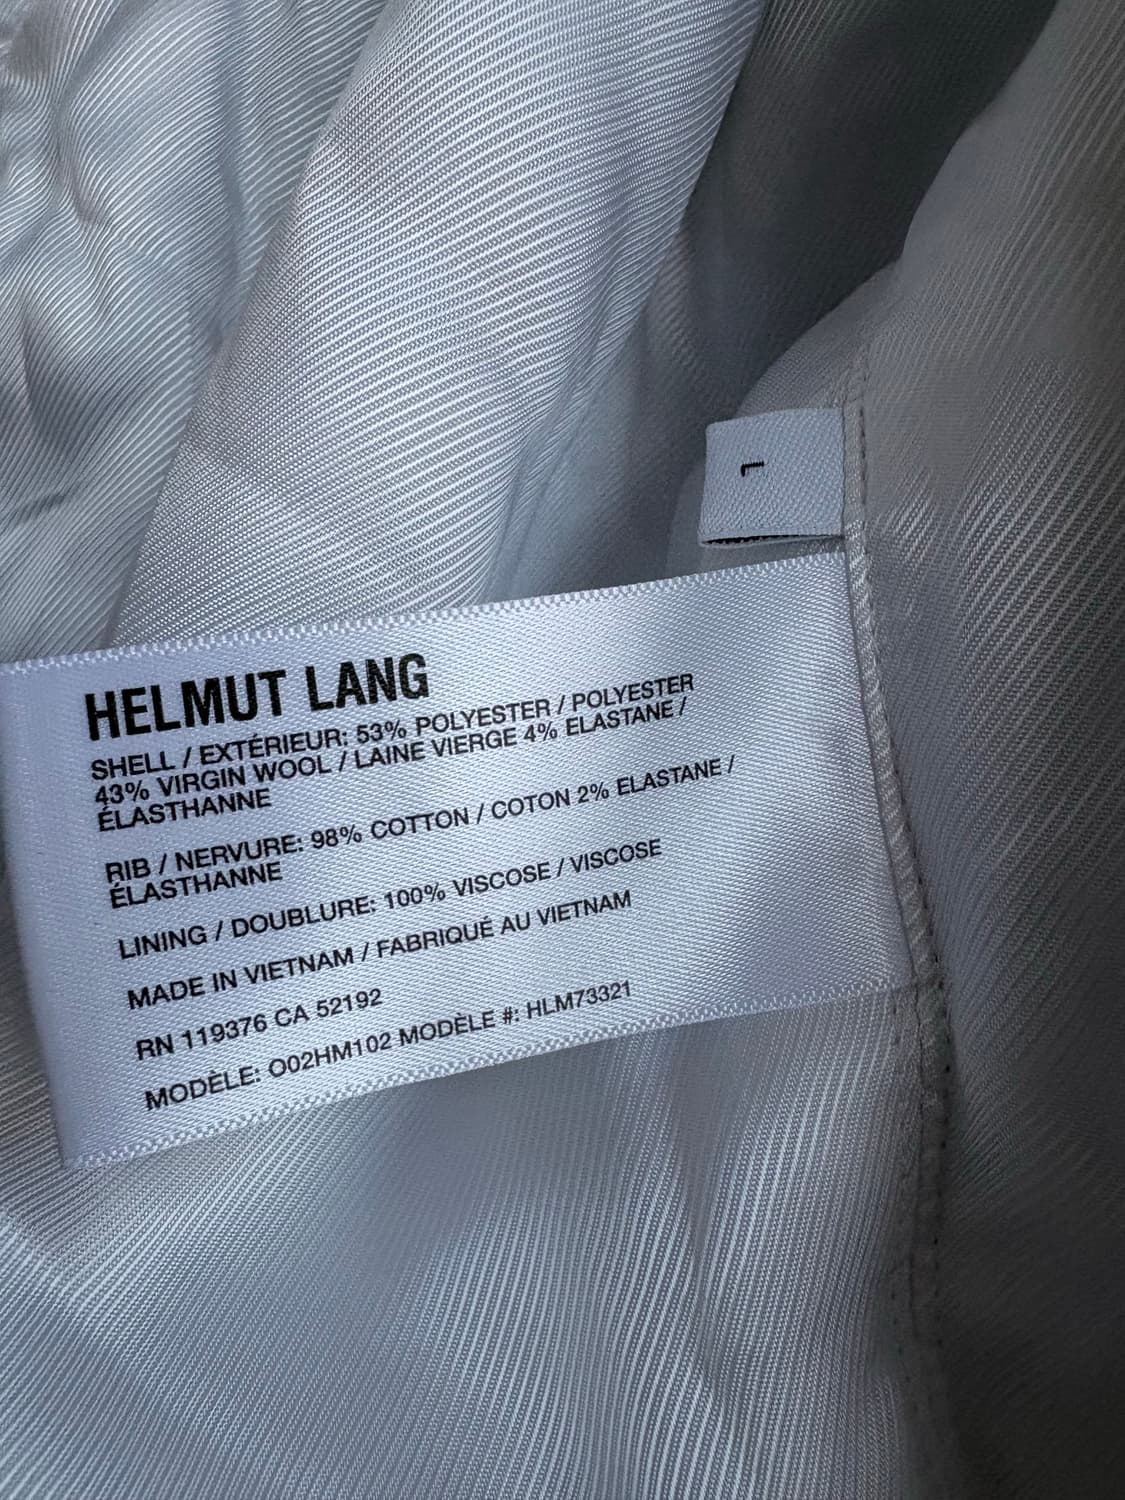 1
HELMUT LANG
SHELL / EXTÉRIEUR: 53% POLYESTER / POLYESTER
43% VIRGIN WOOL / LAINE VIERGE 4% ELASTANE /
ÉLASTHANNE
RIB / NERVURE: 98% COTTON / COTON 2% ELASTANE /
ÉLASTHANNE
LINING / DOUBLURE: 100% VISCOSE / VISCOSE
MADE IN VIETNAM / FABRIQUÉ AU VIETNAM
RN 119376 CA 52192
MODÈLE: O02HM102 MODÈLE #: HLM73321